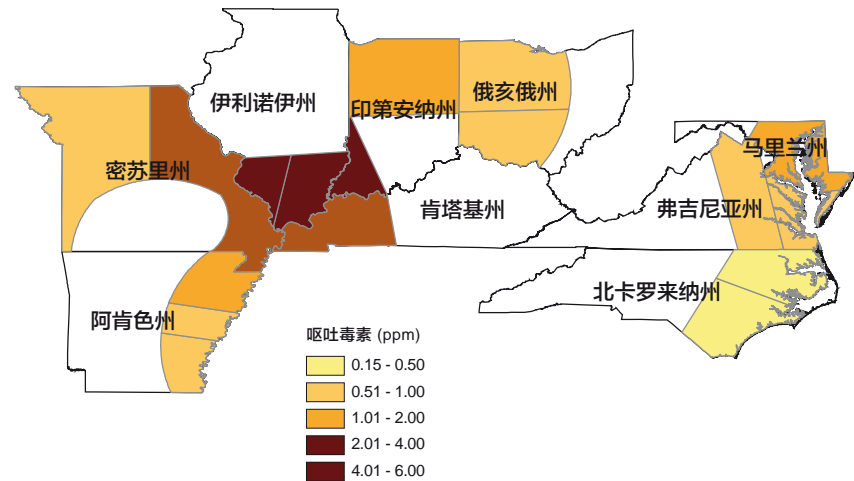 伊利诺伊州
印第安纳州
俄亥俄州
密苏里州
马里兰州
肯塔基州
弗吉尼亚州
北卡罗来纳州
阿肯色州
呕吐毒素 (ppm)
0.15 - 0.50
0.51 - 1.00
1.01 - 2.00
2.01 - 4.00
4.01 - 6.00